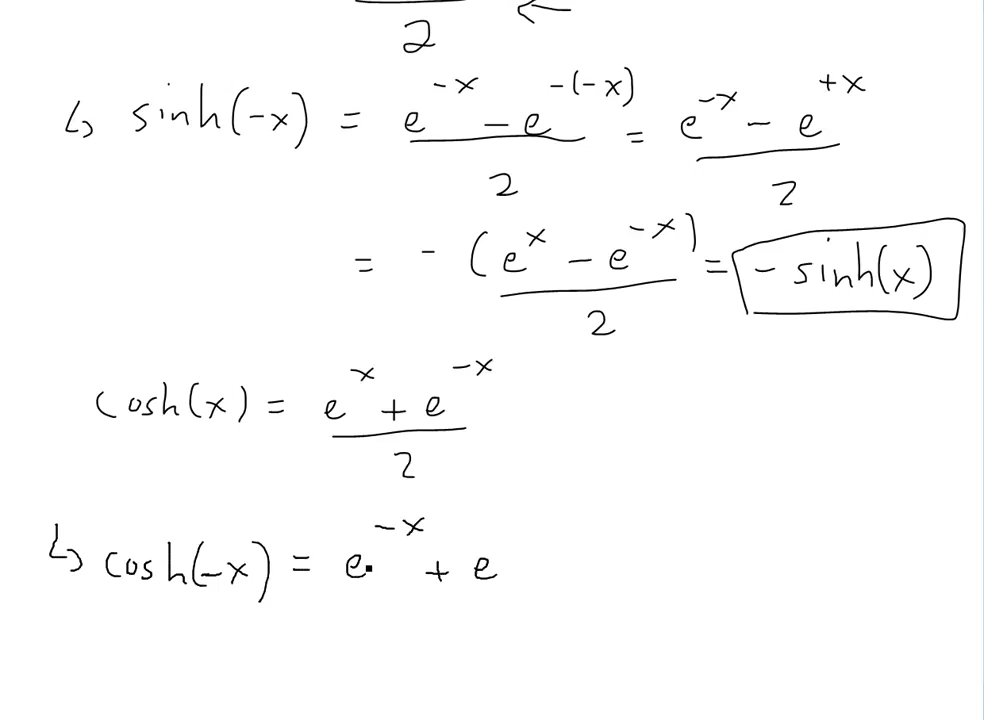 2 ←
↳ sinh(-x) = (e^{-x} - e^{-(-x)})/2 = (e^{-x} - e^{+x})/2
= - (e^{x} - e^{-x})/2 = - sinh(x)
cosh(x) = (e^{x} + e^{-x})/2
↳ cosh(-x) = e^{-x} + e